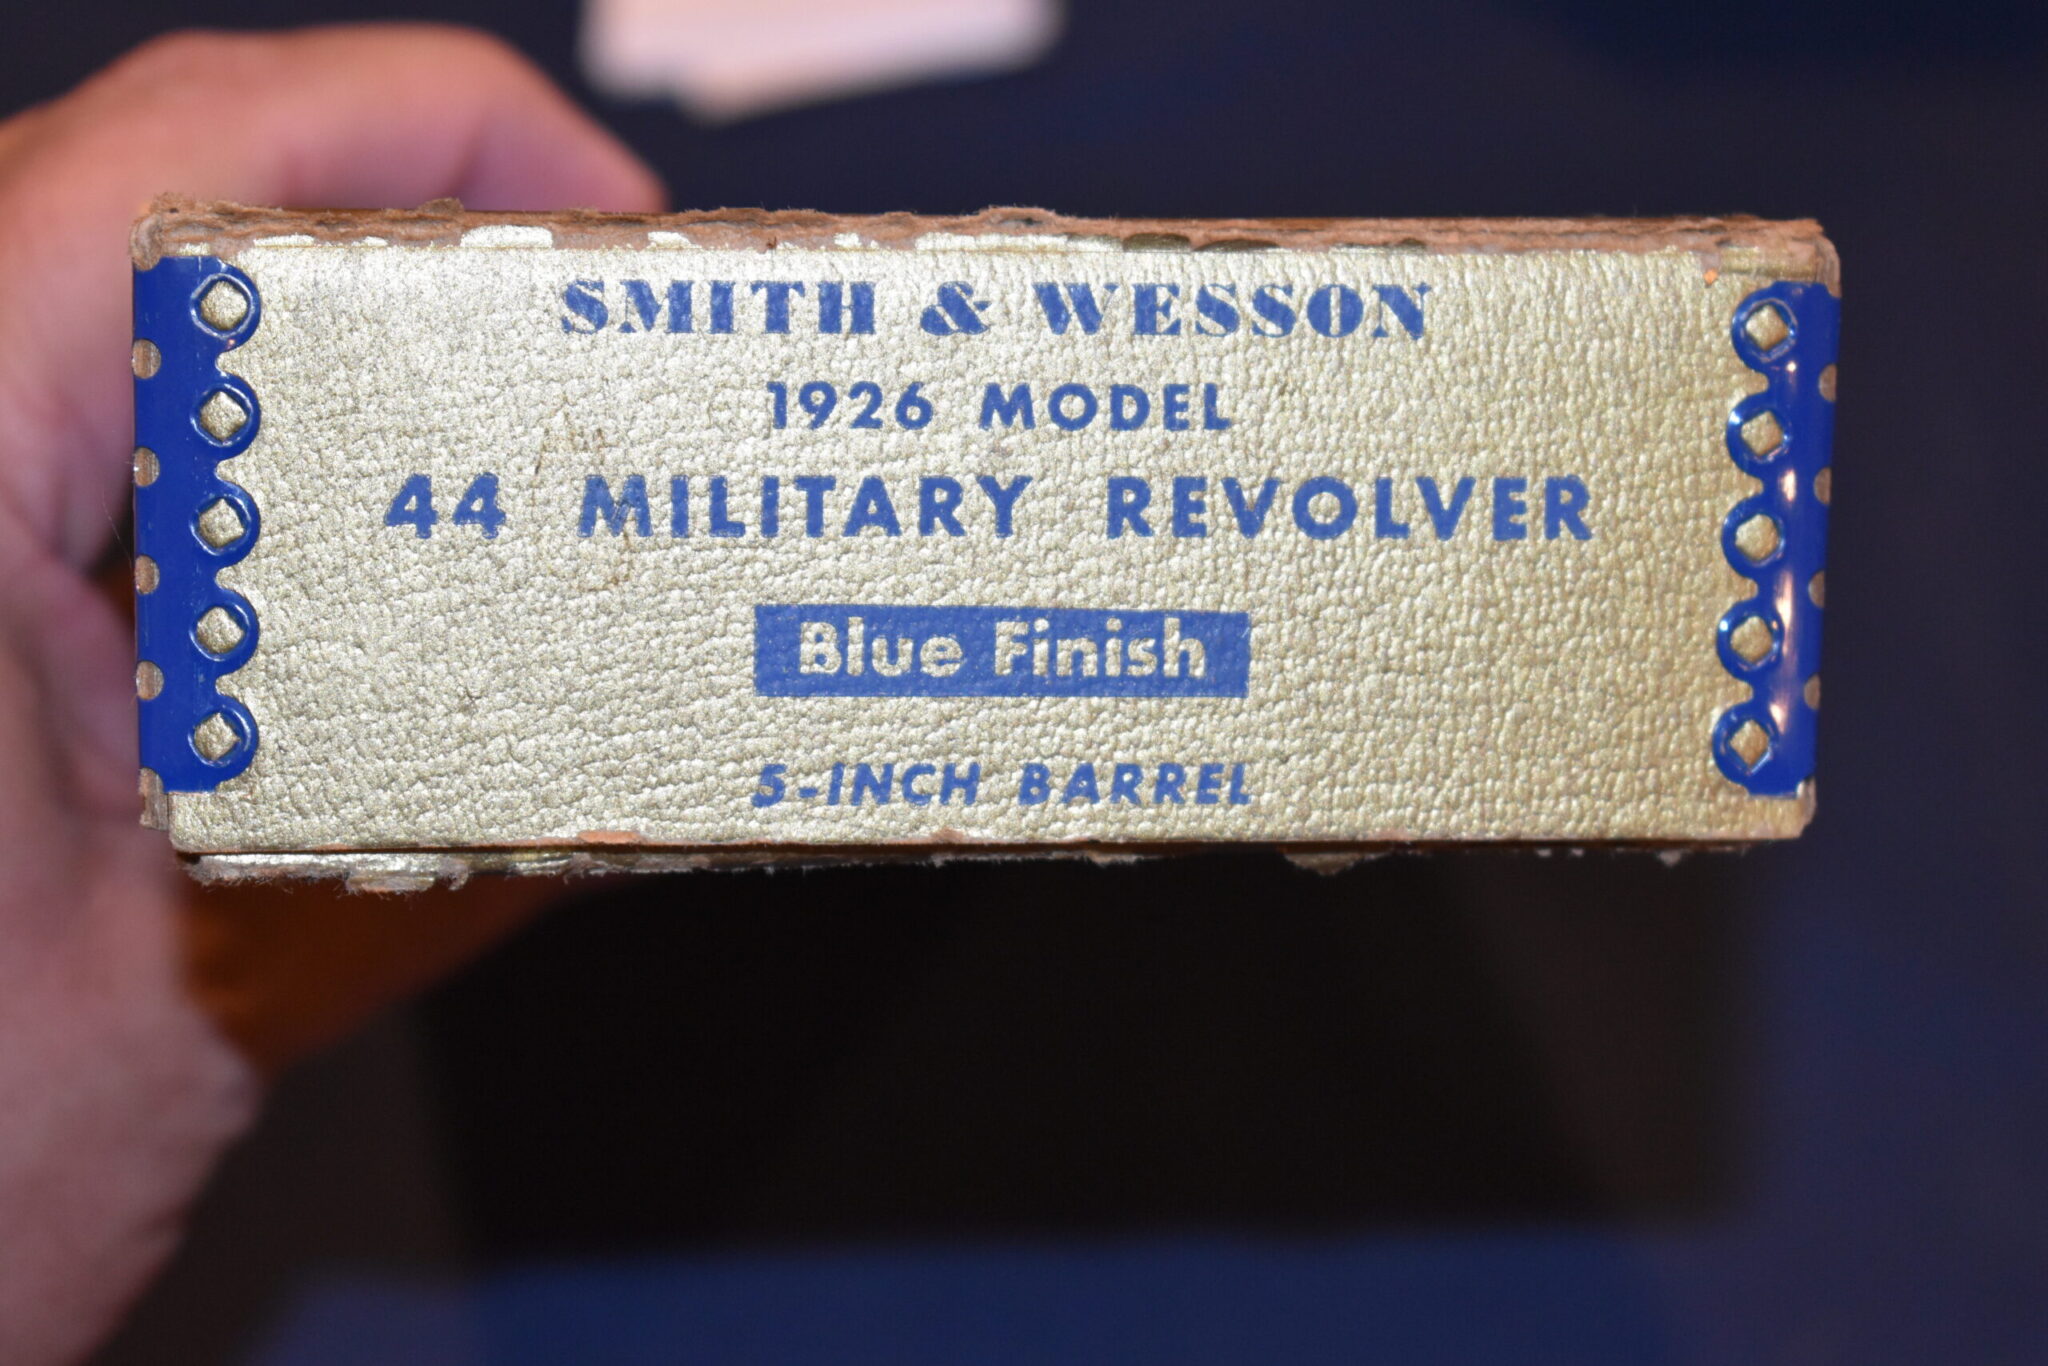 SMITH & WESSON
1926 MODEL
44 MILITARY REVOLVER
Blue Finish
5-INCH BARREL